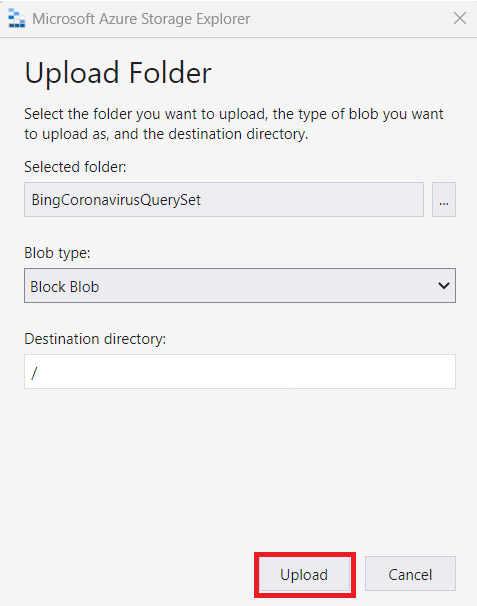 Microsoft Azure Storage Explorer
Upload Folder
Select the folder you want to upload, the type of blob you want
to upload as, and the destination directory.
Selected folder:
BingCoronavirusQuerySet
...
Blob type:
Block Blob
Destination directory:
/
Upload
Cancel